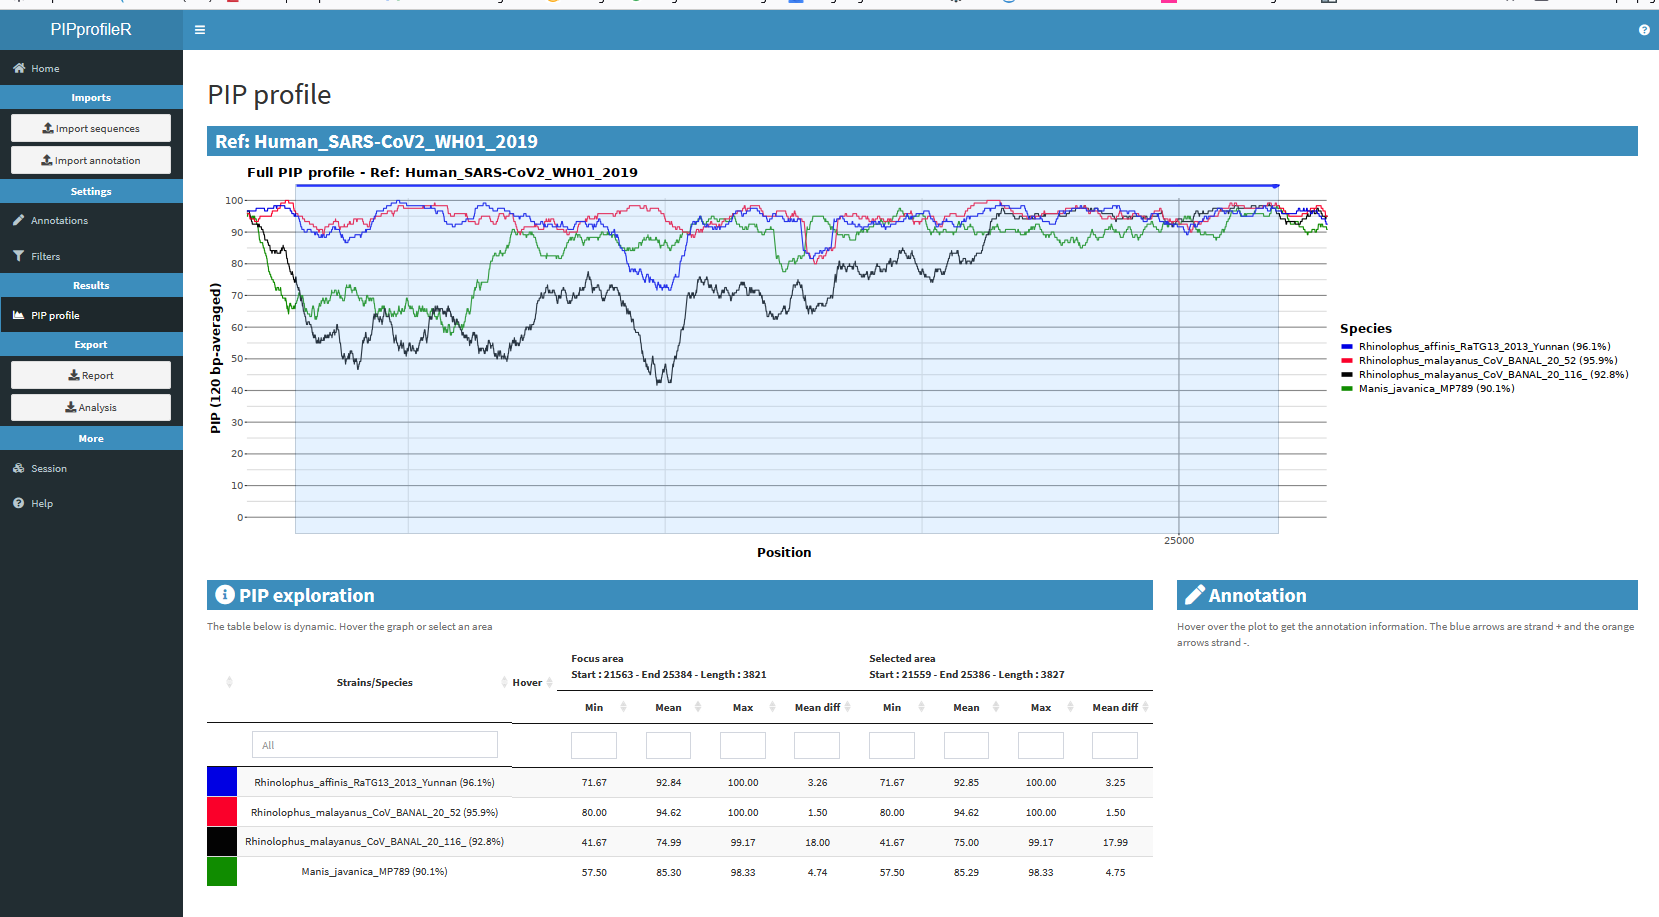 PIPprofileR
Home
Imports
Import sequences
Import annotation
Settings
Annotations
Filters
Results
PIP profile
Export
Report
Analysis
More
Session
Help
PIP profile
Ref: Human_SARS-CoV2_WH01_2019
Full PIP profile - Ref: Human_SARS-CoV2_WH01_2019
100
90
80
70
60
50
40
30
20
10
0
PIP (120 bp-averaged)
25000
Position
Species
Rhinolophus_affinis_RaTG13_2013_Yunnan (96.1%)
Rhinolophus_malayanus_CoV_BANAL_20_52 (95.9%)
Rhinolophus_malayanus_CoV_BANAL_20_116_ (92.8%)
Manis_javanica_MP789 (90.1%)
PIP exploration
The table below is dynamic. Hover the graph or select an area
Focus area Selected area
Start : 21563 - End 25384 - Length : 3821 Start : 21559 - End 25386 - Length : 3827
Strains/Species Hover
Min Mean Max Mean diff Min Mean Max Mean diff
All
Rhinolophus_affinis_RaTG13_2013_Yunnan (96.1%) 71.67 92.84 100.00 3.26 71.67 92.85 100.00 3.25
Rhinolophus_malayanus_CoV_BANAL_20_52 (95.9%) 80.00 94.62 100.00 1.50 80.00 94.62 100.00 1.50
Rhinolophus_malayanus_CoV_BANAL_20_116_ (92.8%) 41.67 74.99 99.17 18.00 41.67 75.00 99.17 17.99
Manis_javanica_MP789 (90.1%) 57.50 85.30 98.33 4.74 57.50 85.29 98.33 4.75
Annotation
Hover over the plot to get the annotation information. The blue arrows are strand + and the orange
arrows strand -.